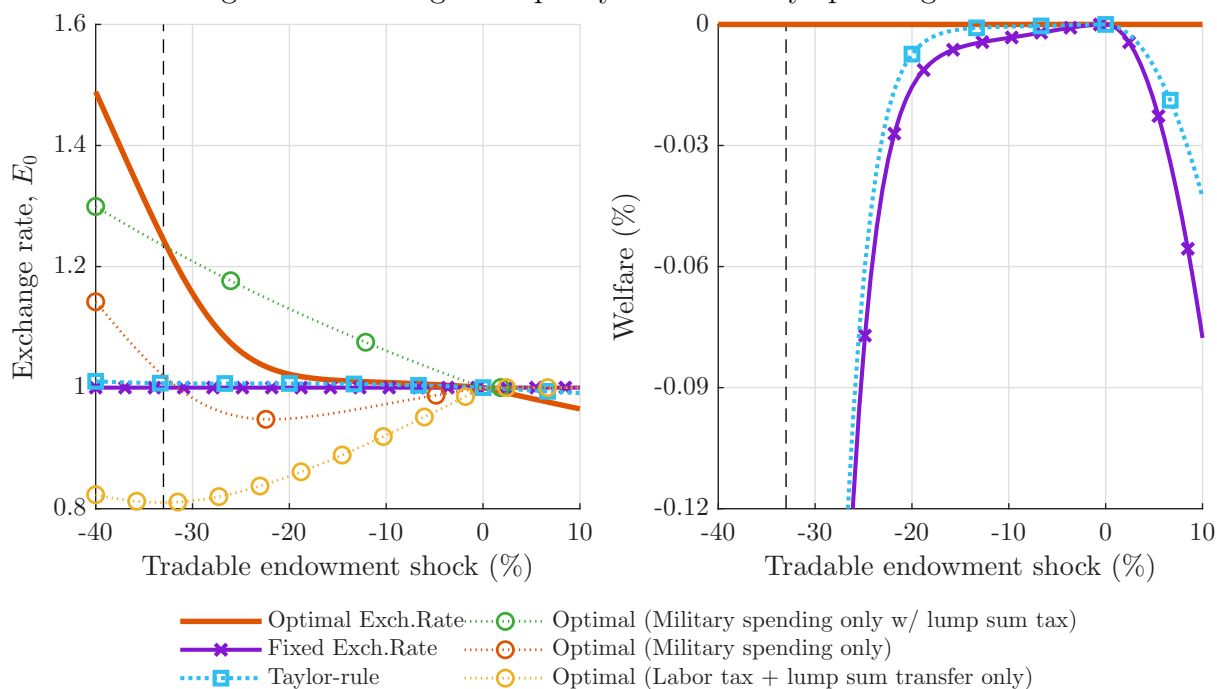 1.6
1.4
1.2
1
0.8
Exchange rate, E0
-40 -30 -20 -10 0 10
Tradable endowment shock (%)
0
-0.03
-0.06
-0.09
-0.12
Welfare (%)
-40 -30 -20 -10 0 10
Tradable endowment shock (%)
Optimal Exch.Rate
Fixed Exch.Rate
Taylor-rule
Optimal (Military spending only w/ lump sum tax)
Optimal (Military spending only)
Optimal (Labor tax + lump sum transfer only)